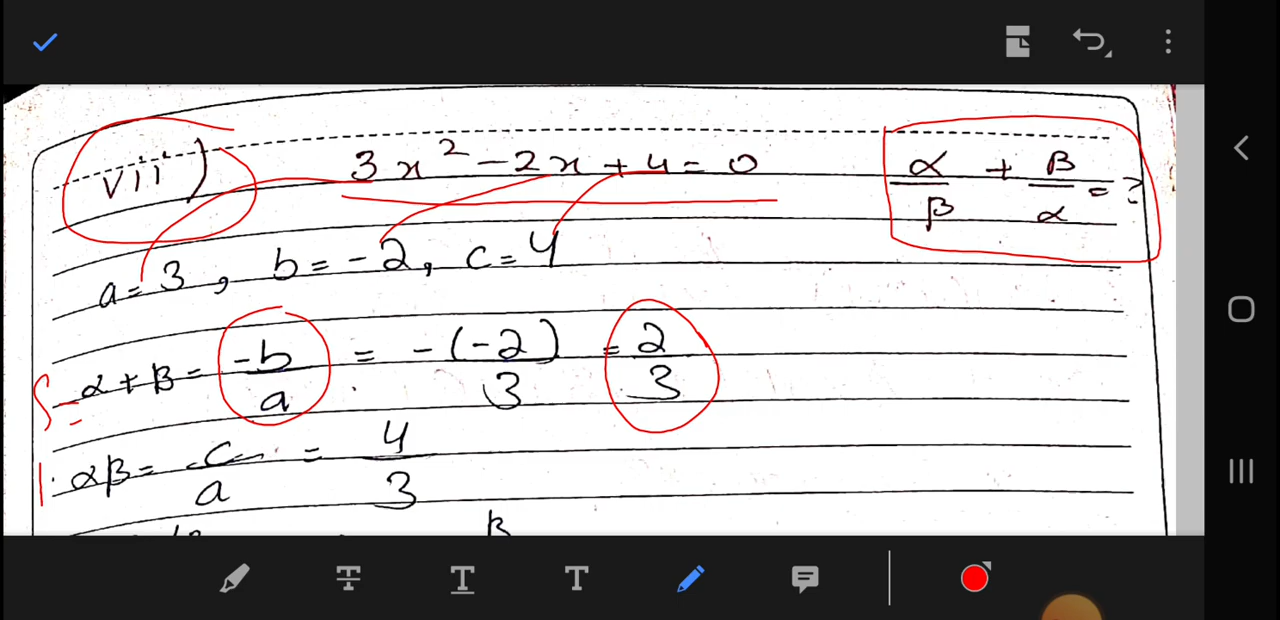 vii) 3x² - 2x + 4 = 0 α/β + β/α = ?
a = 3, b = -2, c = 4
S = α + β = -b/a = -(-2)/3 = 2/3
αβ = c/a = 4/3
β
T T T